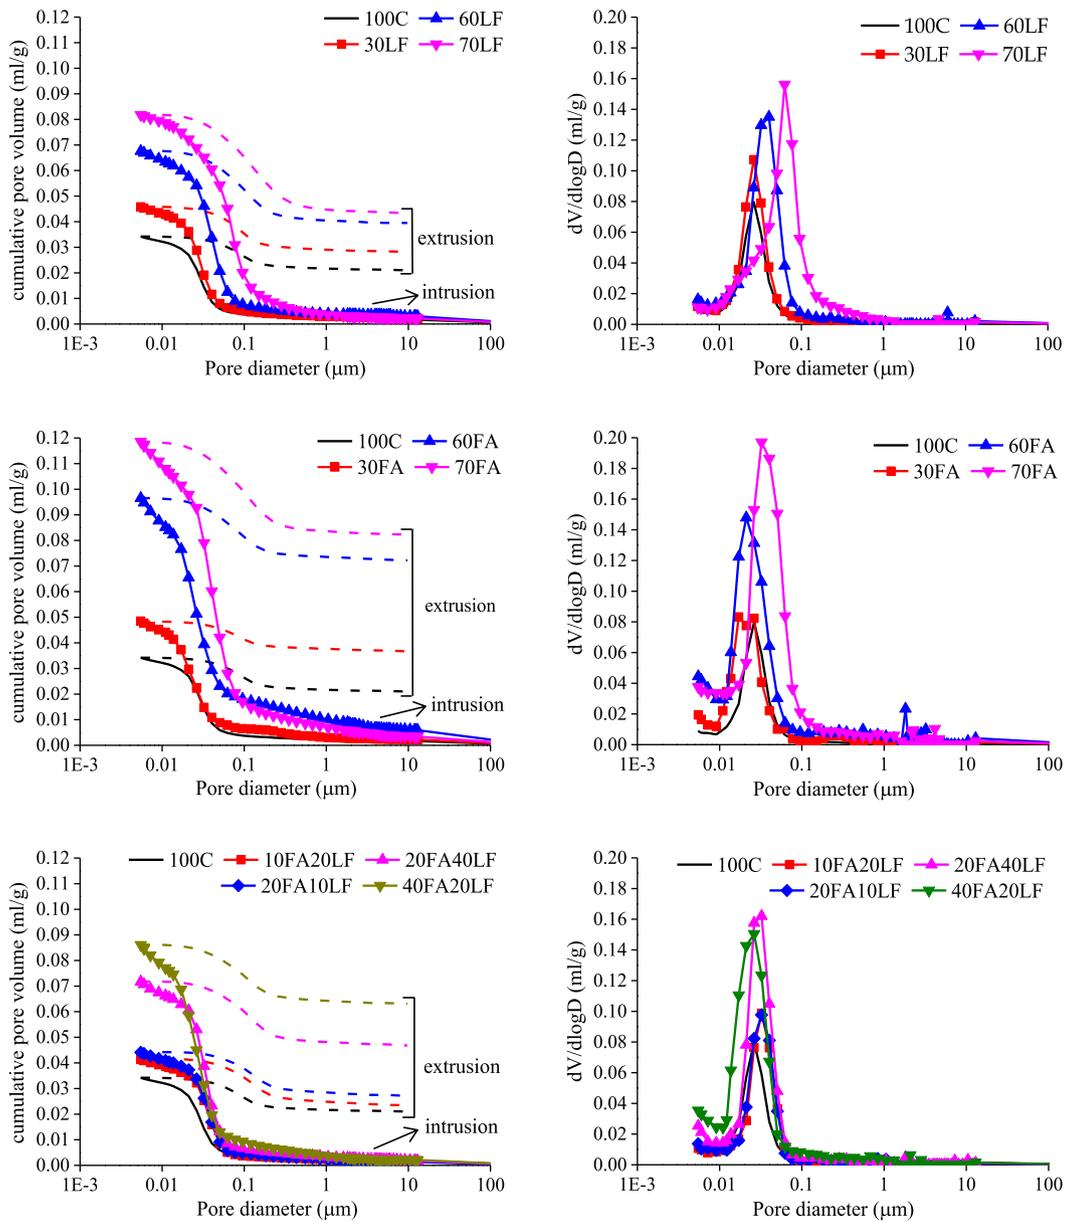 100C 60LF
30LF 70LF
cumulative pore volume (ml/g)
0.12
0.11
0.10
0.09
0.08
0.07
0.06
0.05
0.04
0.03
0.02
0.01
0.00
extrusion
intrusion
1E-3 0.01 0.1 1 10 100
Pore diameter (μm)
100C 60LF
30LF 70LF
dV/dlogD (ml/g)
0.20
0.18
0.16
0.14
0.12
0.10
0.08
0.06
0.04
0.02
0.00
1E-3 0.01 0.1 1 10 100
Pore diameter (μm)
100C 60FA
30FA 70FA
cumulative pore volume (ml/g)
0.12
0.11
0.10
0.09
0.08
0.07
0.06
0.05
0.04
0.03
0.02
0.01
0.00
extrusion
intrusion
1E-3 0.01 0.1 1 10 100
Pore diameter (μm)
100C 60FA
30FA 70FA
dV/dlogD (ml/g)
0.20
0.18
0.16
0.14
0.12
0.10
0.08
0.06
0.04
0.02
0.00
1E-3 0.01 0.1 1 10 100
Pore diameter (μm)
100C 10FA20LF 20FA40LF
20FA10LF 40FA20LF
cumulative pore volume (ml/g)
0.12
0.11
0.10
0.09
0.08
0.07
0.06
0.05
0.04
0.03
0.02
0.01
0.00
extrusion
intrusion
1E-3 0.01 0.1 1 10 100
Pore diameter (μm)
100C 10FA20LF 20FA40LF
20FA10LF 40FA20LF
dV/dlogD (ml/g)
0.20
0.18
0.16
0.14
0.12
0.10
0.08
0.06
0.04
0.02
0.00
1E-3 0.01 0.1 1 10 100
Pore diameter (μm)